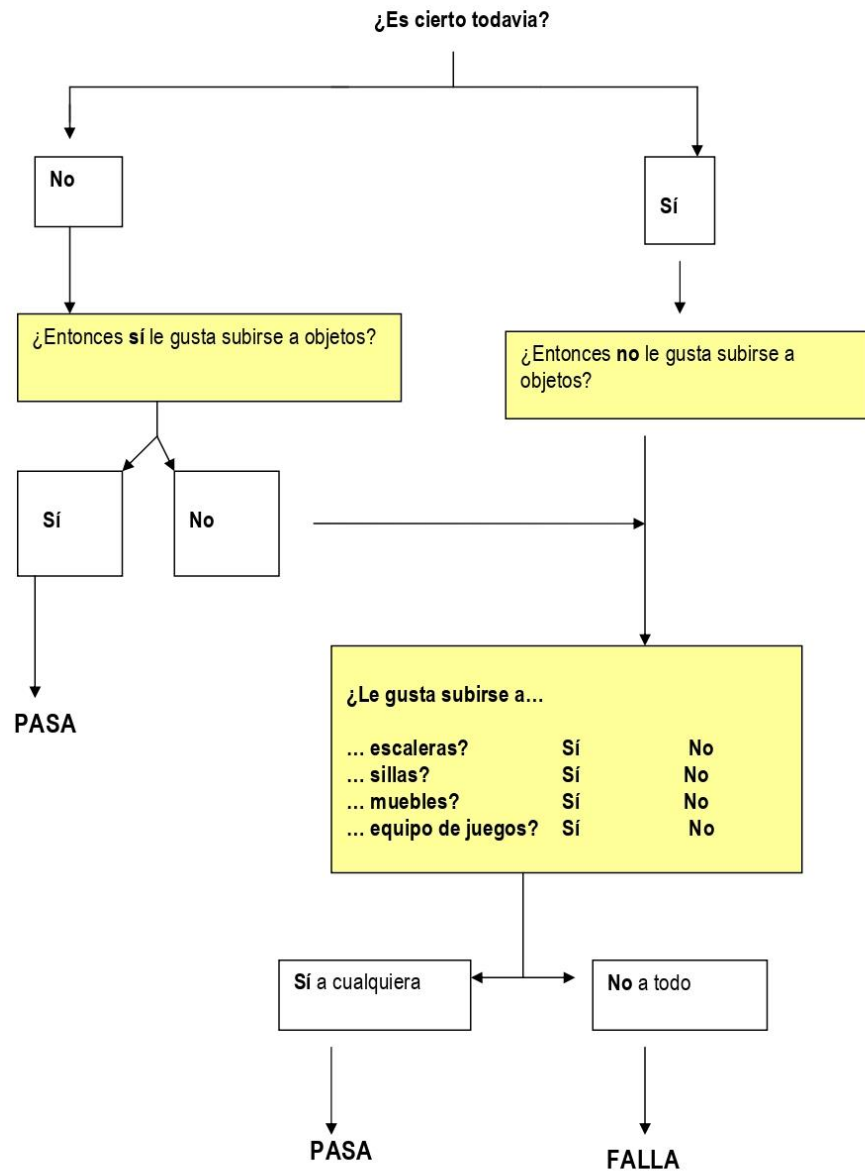 ¿Es cierto todavia?
No
Sí
¿Entonces sí le gusta subirse a objetos?
¿Entonces no le gusta subirse a
objetos?
Sí
No
PASA
¿Le gusta subirse a…
… escaleras? Sí No
… sillas? Sí No
… muebles? Sí No
… equipo de juegos? Sí No
Sí a cualquiera
No a todo
PASA
FALLA